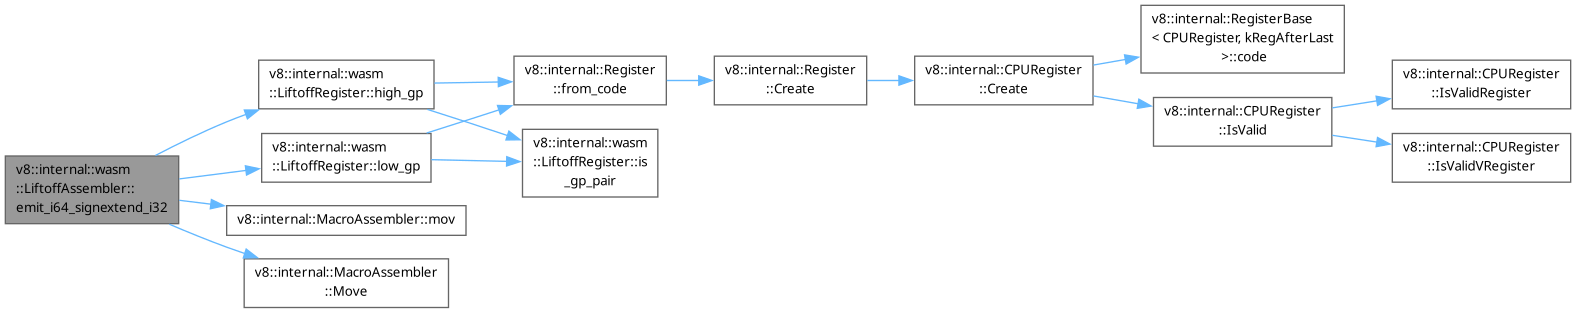 v8::internal::wasm
::LiftoffAssembler::
emit_i64_signextend_i32
v8::internal::wasm
::LiftoffRegister::high_gp
v8::internal::wasm
::LiftoffRegister::low_gp
v8::internal::MacroAssembler::mov
v8::internal::MacroAssembler
::Move
v8::internal::Register
::from_code
v8::internal::wasm
::LiftoffRegister::is
_gp_pair
v8::internal::Register
::Create
v8::internal::CPURegister
::Create
v8::internal::RegisterBase
< CPURegister, kRegAfterLast
>::code
v8::internal::CPURegister
::IsValid
v8::internal::CPURegister
::IsValidRegister
v8::internal::CPURegister
::IsValidVRegister